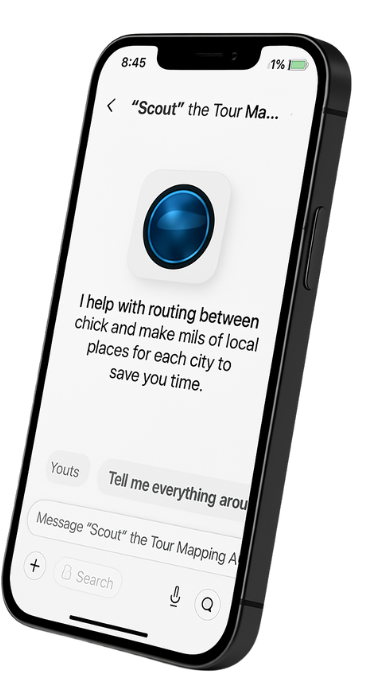 8:45
1%
“Scout” the Tour Ma...
I help with routing between
chick and make mils of local
places for each city to
save you time.
Youts
Tell me everything arou
Message “Scout“ the Tour Mapping A
Search